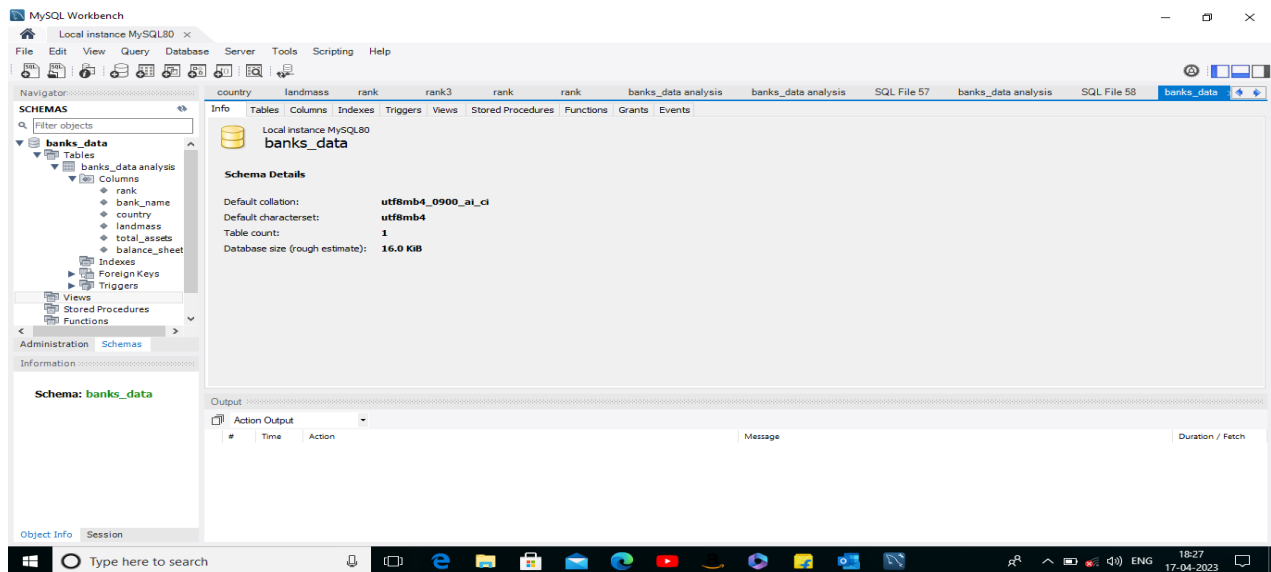 MySQL Workbench
Local instance MySQL80
File Edit View Query Database Server Tools Scripting Help
Navigator
SCHEMAS
Filter objects
banks_data
Tables
banks_data analysis
Columns
rank
bank_name
country
landmass
total_assets
balance_sheet
Indexes
Foreign Keys
Triggers
Views
Stored Procedures
Functions
Administration Schemas
Information
Schema: banks_data
Object Info Session
country landmass rank rank3 rank rank banks_data analysis banks_data analysis SQL File 57 banks_data analysis SQL File 58 banks_data
Info Tables Columns Indexes Triggers Views Stored Procedures Functions Grants Events
Local instance MySQL80
banks_data
Schema Details
Default collation: utf8mb4_0900_ai_ci
Default characterset: utf8mb4
Table count: 1
Database size (rough estimate): 16.0 KiB
Output
Action Output
# Time Action Message Duration / Fetch
Type here to search
ENG
18:27
17-04-2023